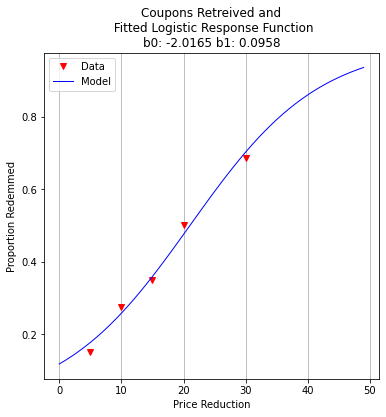 Coupons Retreived and
Fitted Logistic Response Function
b0: -2.0165 b1: 0.0958
Data
Model
0.8
0.6
0.4
0.2
Proportion Redemmed
0 10 20 30 40 50
Price Reduction